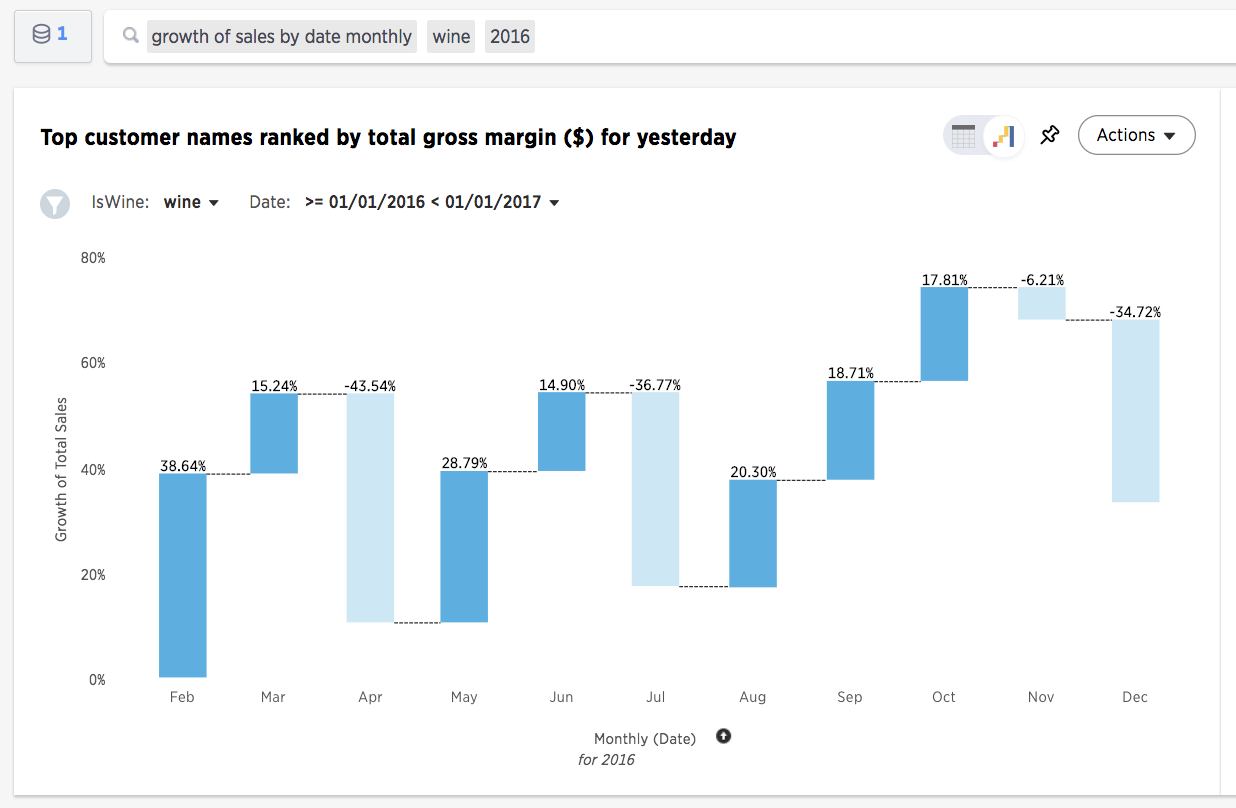 1
growth of sales by date monthly wine 2016
Top customer names ranked by total gross margin ($) for yesterday
Actions
IsWine: wine Date: >= 01/01/2016 < 01/01/2017
80%
60%
40%
20%
0%
Growth of Total Sales
38.64%
15.24%
-43.54%
28.79%
14.90%
-36.77%
20.30%
18.71%
17.81%
-6.21%
-34.72%
Feb Mar Apr May Jun Jul Aug Sep Oct Nov Dec
Monthly (Date)
for 2016